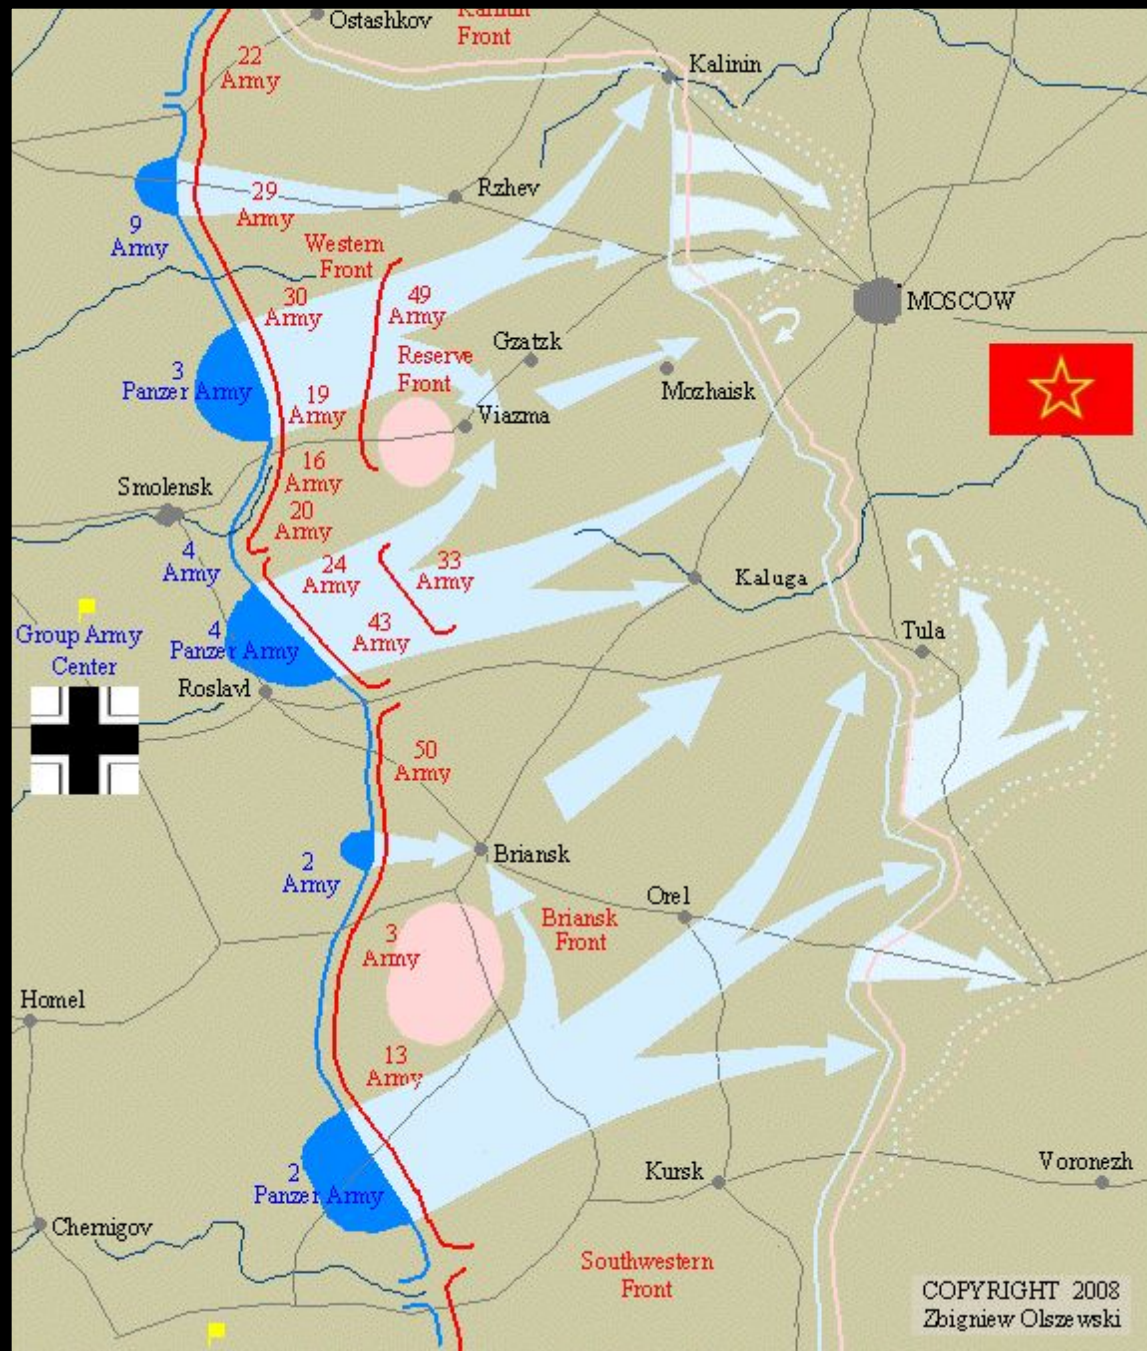 Ostashkov
Kalinin
Front
22
Army
Kalinin
29
Army
Rzhev
9
Army
Western
Front
30
Army
49
Army
MOSCOW
Reserve
Front
Gzatzk
3
Panzer Army
19
Army
Mozhaisk
Viazma
16
Army
Smolensk
20
Army
4
Army
24
Army
33
Army
Kaluga
Group Army
Center
4
Panzer Army
43
Army
Tula
Roslavl
50
Army
2
Army
Briansk
Orel
3
Army
Briansk
Front
Homel
13
Army
2
Panzer Army
Kursk
Voronezh
Chernigov
Southwestern
Front
COPYRIGHT 2008
Zbigniew Olszewski